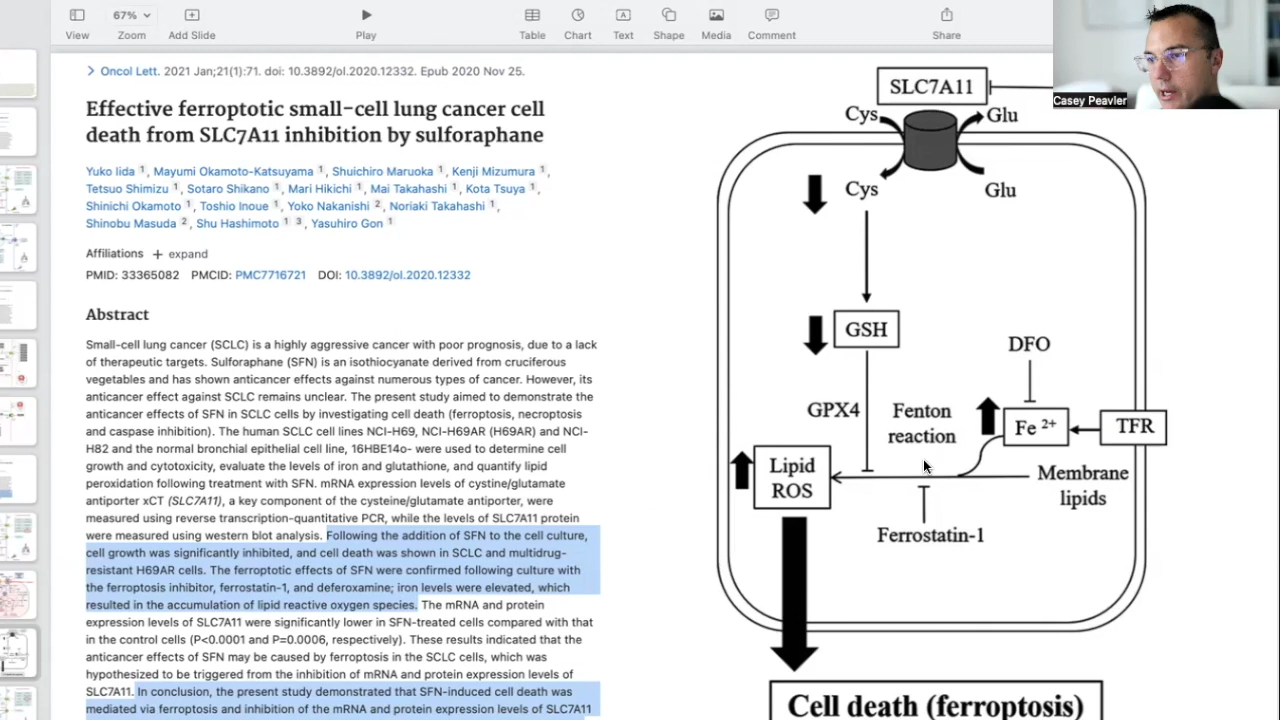 67%
View
Zoom
Add Slide
Play
Table
Chart
Text
Shape
Media
Comment
Share
Casey Peavler
Oncol Lett. 2021 Jan;21(1):71. doi: 10.3892/ol.2020.12332. Epub 2020 Nov 25.
Effective ferroptotic small-cell lung cancer cell
death from SLC7A11 inhibition by sulforaphane
Yuko Iida 1, Mayumi Okamoto-Katsuyama 1, Shuichiro Maruoka 1, Kenji Mizumura 1,
Tetsuo Shimizu 1, Sotaro Shikano 1, Mari Hikichi 1, Mai Takahashi 1, Kota Tsuya 1,
Shinichi Okamoto 1, Toshio Inoue 1, Yoko Nakanishi 2, Noriaki Takahashi 1,
Shinobu Masuda 2, Shu Hashimoto 1 3, Yasuhiro Gon 1
Affiliations + expand
PMID: 33365082 PMCID: PMC7716721 DOI: 10.3892/ol.2020.12332
Abstract
Small-cell lung cancer (SCLC) is a highly aggressive cancer with poor prognosis, due to a lack
of therapeutic targets. Sulforaphane (SFN) is an isothiocyanate derived from cruciferous
vegetables and has shown anticancer effects against numerous types of cancer. However, its
anticancer effect against SCLC remains unclear. The present study aimed to demonstrate the
anticancer effects of SFN in SCLC cells by investigating cell death (ferroptosis, necroptosis
and caspase inhibition). The human SCLC cell lines NCI-H69, NCI-H69AR (H69AR) and NCI-
H82 and the normal bronchial epithelial cell line, 16HBE14o- were used to determine cell
growth and cytotoxicity, evaluate the levels of iron and glutathione, and quantify lipid
peroxidation following treatment with SFN. mRNA expression levels of cystine/glutamate
antiporter xCT (SLC7A11), a key component of the cysteine/glutamate antiporter, were
measured using reverse transcription-quantitative PCR, while the levels of SLC7A11 protein
were measured using western blot analysis. Following the addition of SFN to the cell culture,
cell growth was significantly inhibited, and cell death was shown in SCLC and multidrug-
resistant H69AR cells. The ferroptotic effects of SFN were confirmed following culture with
the ferroptosis inhibitor, ferrostatin-1, and deferoxamine; iron levels were elevated, which
resulted in the accumulation of lipid reactive oxygen species. The mRNA and protein
expression levels of SLC7A11 were significantly lower in SFN-treated cells compared with that
in the control cells (P<0.0001 and P=0.0006, respectively). These results indicated that the
anticancer effects of SFN may be caused by ferroptosis in the SCLC cells, which was
hypothesized to be triggered from the inhibition of mRNA and protein expression levels of
SLC7A11. In conclusion, the present study demonstrated that SFN-induced cell death was
mediated via ferroptosis and inhibition of the mRNA and protein expression levels of SLC7A11
SLC7A11
Cys
Glu
Cys
Glu
GSH
DFO
GPX4
Fenton
reaction
Fe 2+
TFR
Lipid
ROS
Membrane
lipids
Ferrostatin-1
Cell death (ferroptosis)